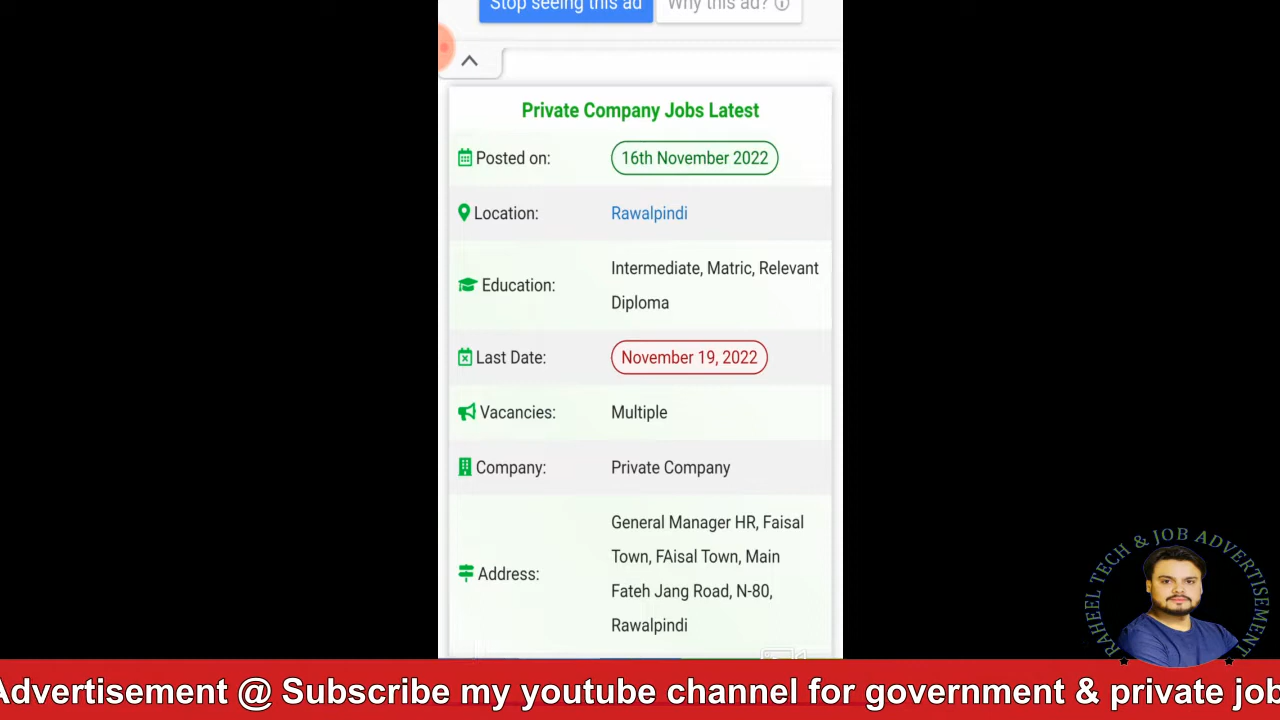 Stop seeing this ad
Why this ad?
Private Company Jobs Latest
Posted on:
16th November 2022
Location:
Rawalpindi
Education:
Intermediate, Matric, Relevant
Diploma
Last Date:
November 19, 2022
Vacancies:
Multiple
Company:
Private Company
Address:
General Manager HR, Faisal
Town, FAisal Town, Main
Fateh Jang Road, N-80,
Rawalpindi
RAHEEL TECH & JOB ADVERTISEMENT
Advertisement @ Subscribe my youtube channel for government & private job